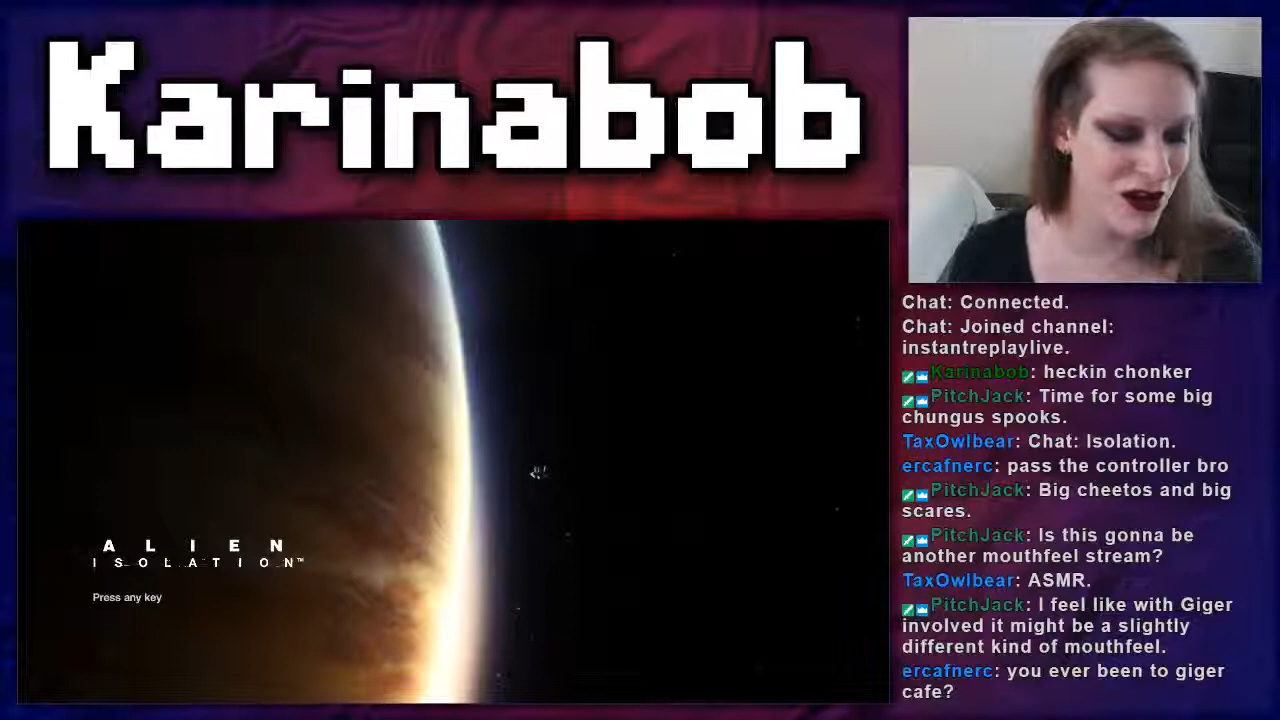 Karinabob
A L I E N
I S O L A T I O N™
Press any key
Chat: Connected.
Chat: Joined channel:
instantreplaylive.
Karinabob: heckin chonker
PitchJack: Time for some big
chungus spooks.
TaxOwlbear: Chat: Isolation.
ercafnerc: pass the controller bro
PitchJack: Big cheetos and big
scares.
PitchJack: Is this gonna be
another mouthfeel stream?
TaxOwlbear: ASMR.
PitchJack: I feel like with Giger
involved it might be a slightly
different kind of mouthfeel.
ercafnerc: you ever been to giger
cafe?